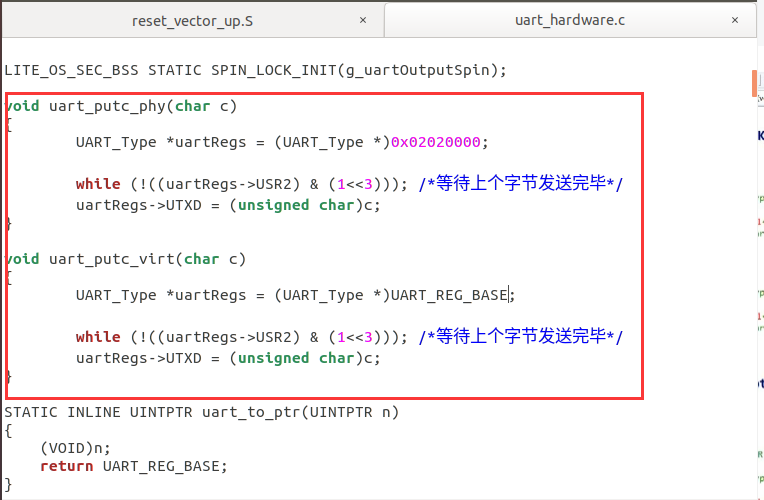 reset_vector_up.S × uart_hardware.c ×
LITE_OS_SEC_BSS STATIC SPIN_LOCK_INIT(g_uartOutputSpin);
void uart_putc_phy(char c)
{
UART_Type *uartRegs = (UART_Type *)0x02020000;
while (!((uartRegs->USR2) & (1<<3))); /*等待上个字节发送完毕*/
uartRegs->UTXD = (unsigned char)c;
}
void uart_putc_virt(char c)
{
UART_Type *uartRegs = (UART_Type *)UART_REG_BASE;
while (!((uartRegs->USR2) & (1<<3))); /*等待上个字节发送完毕*/
uartRegs->UTXD = (unsigned char)c;
}
STATIC INLINE UINTPTR uart_to_ptr(UINTPTR n)
{
(VOID)n;
return UART_REG_BASE;
}